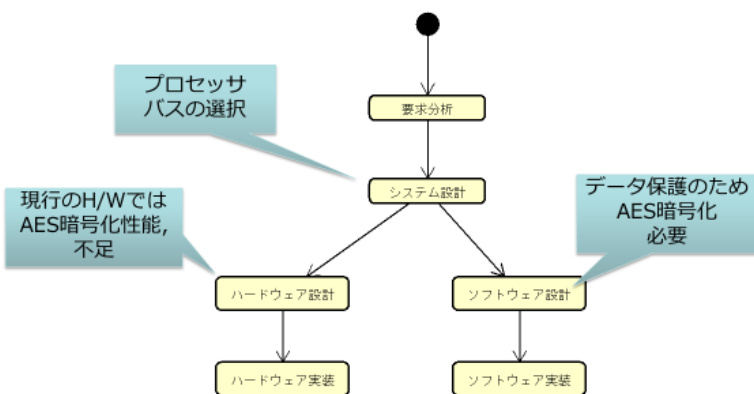 プロセッサ
バスの選択
要求分析
システム設計
現行のH/Wでは
AES暗号化性能,
不足
データ保護のため
AES暗号化
必要
ハードウェア設計
ソフトウェア設計
ハードウェア実装
ソフトウェア実装